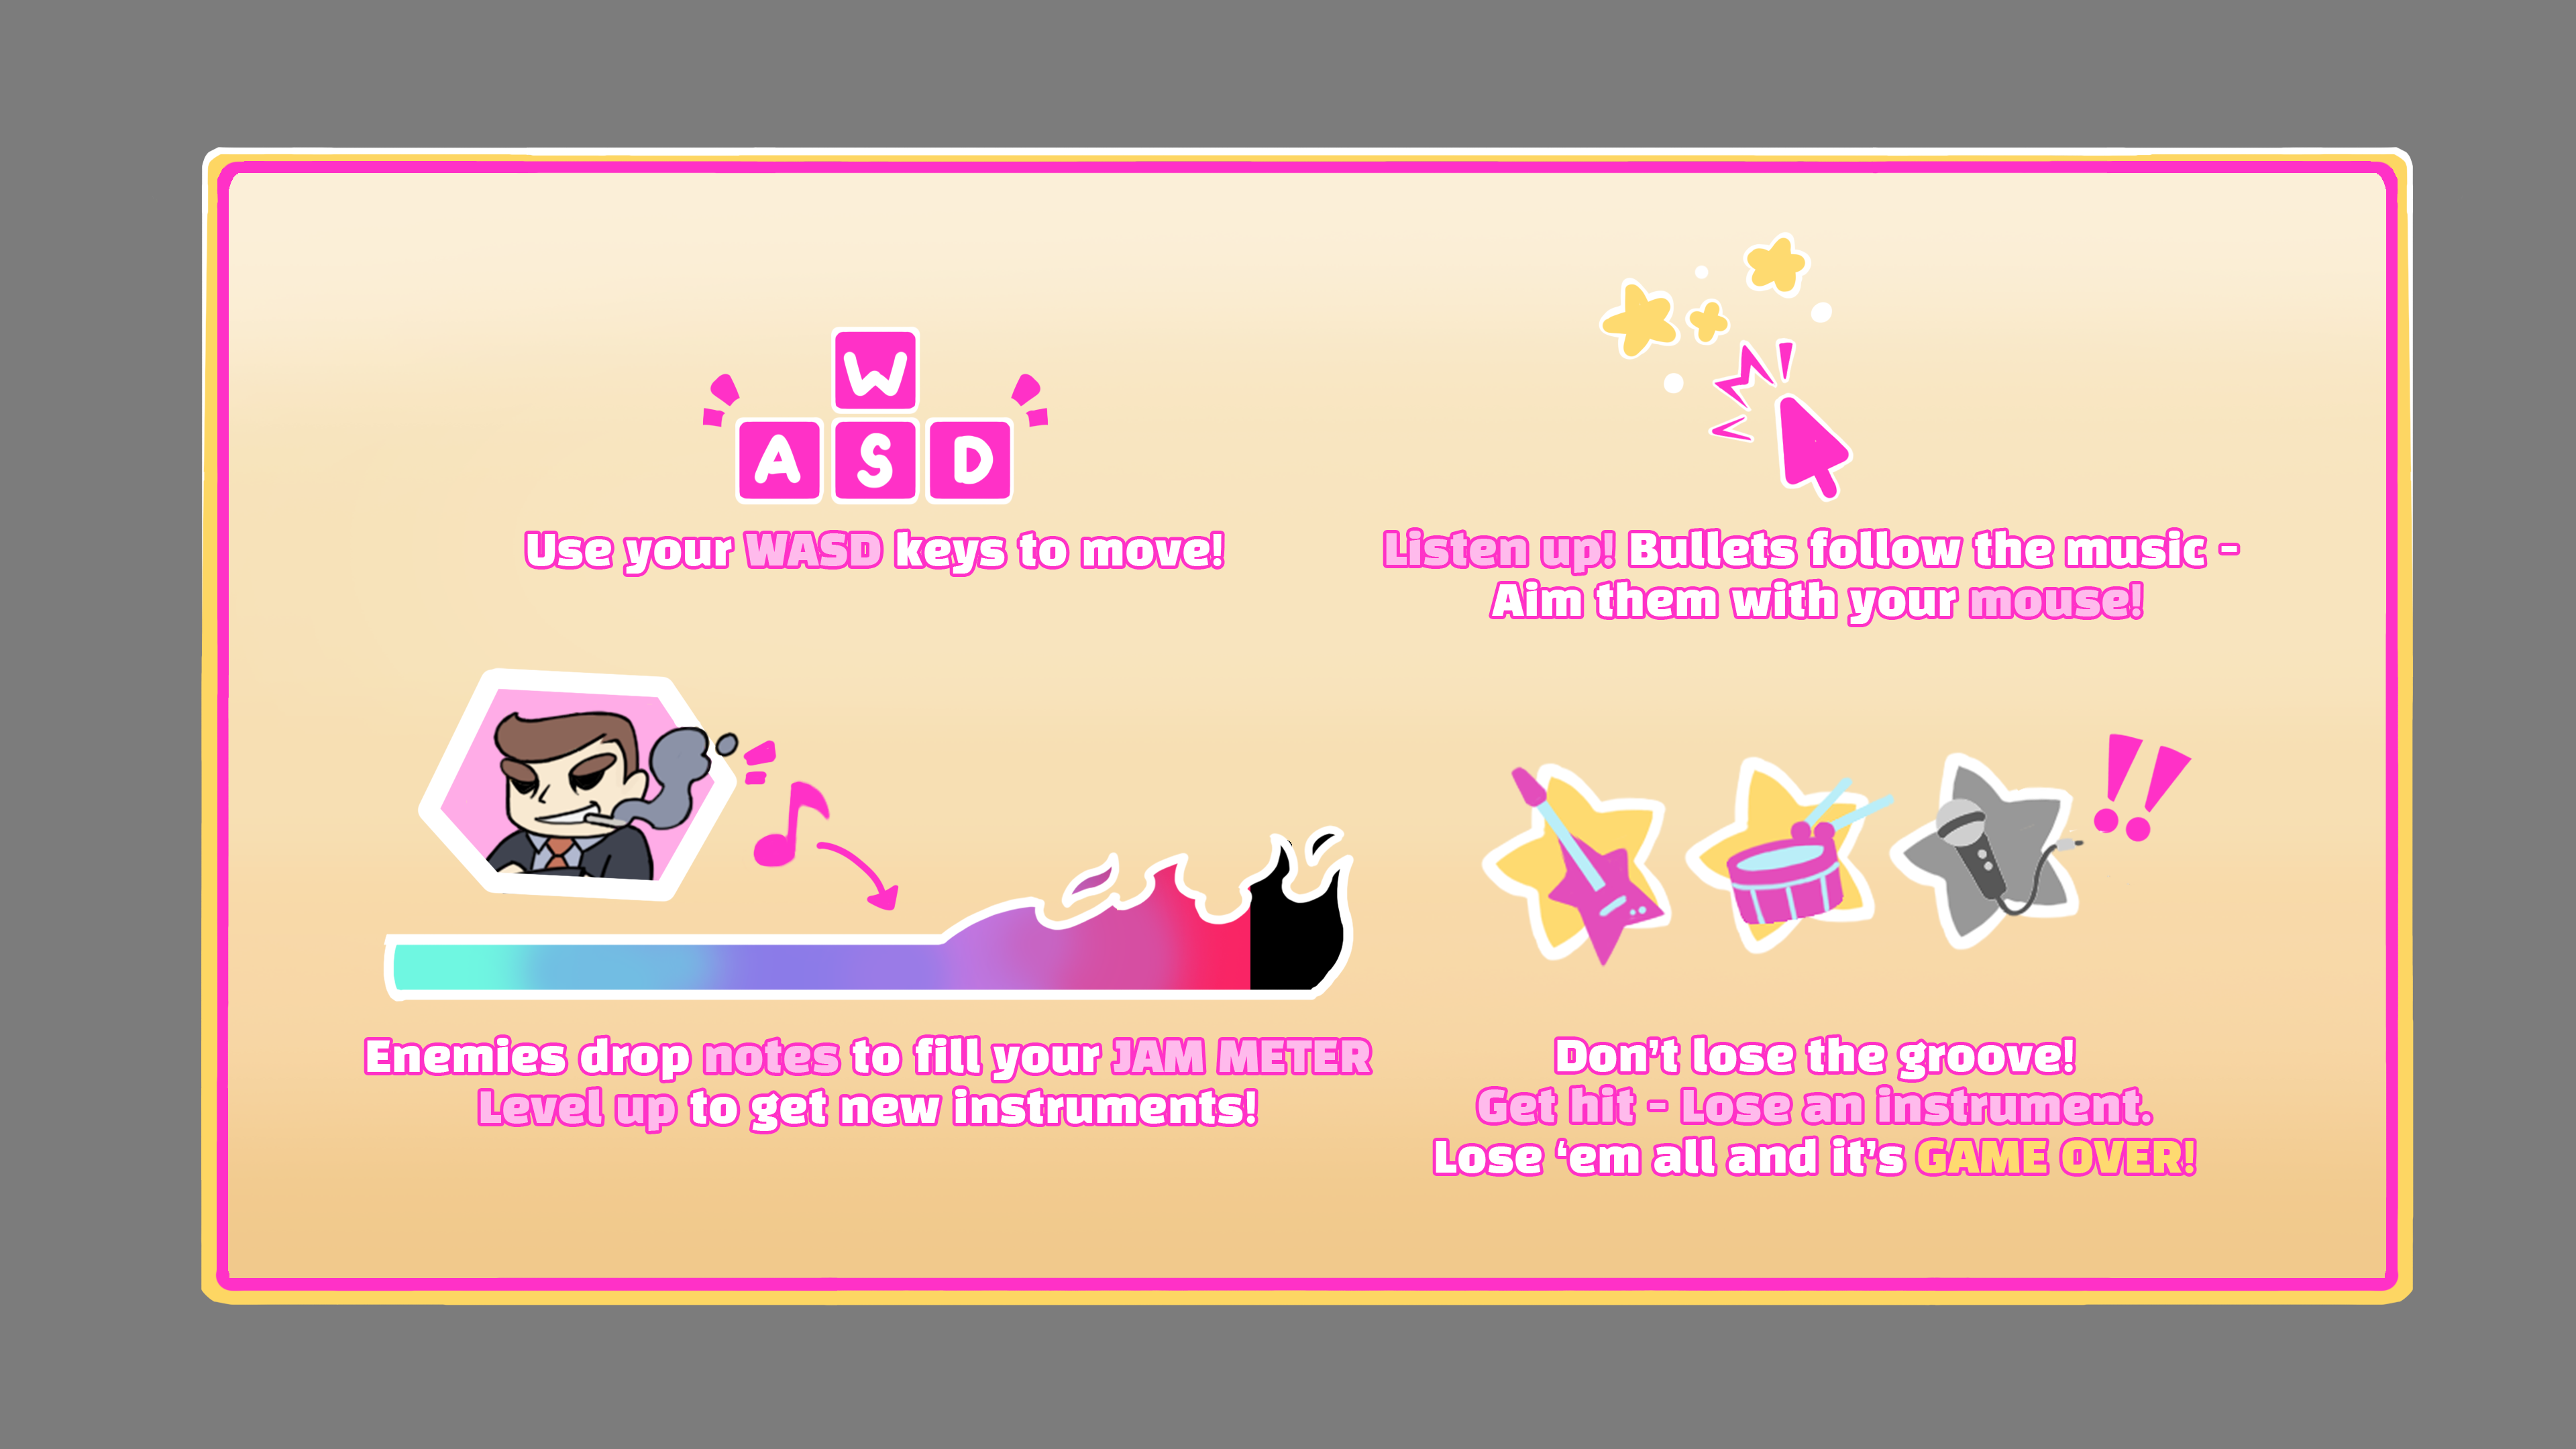 W
A S D
Use your WASD keys to move!
Listen up! Bullets follow the music -
Aim them with your mouse!
Enemies drop notes to fill your JAM METER
Level up to get new instruments!
!!
Don't lose the groove!
Get hit - Lose an instrument.
Lose ‘em all and it's GAME OVER!